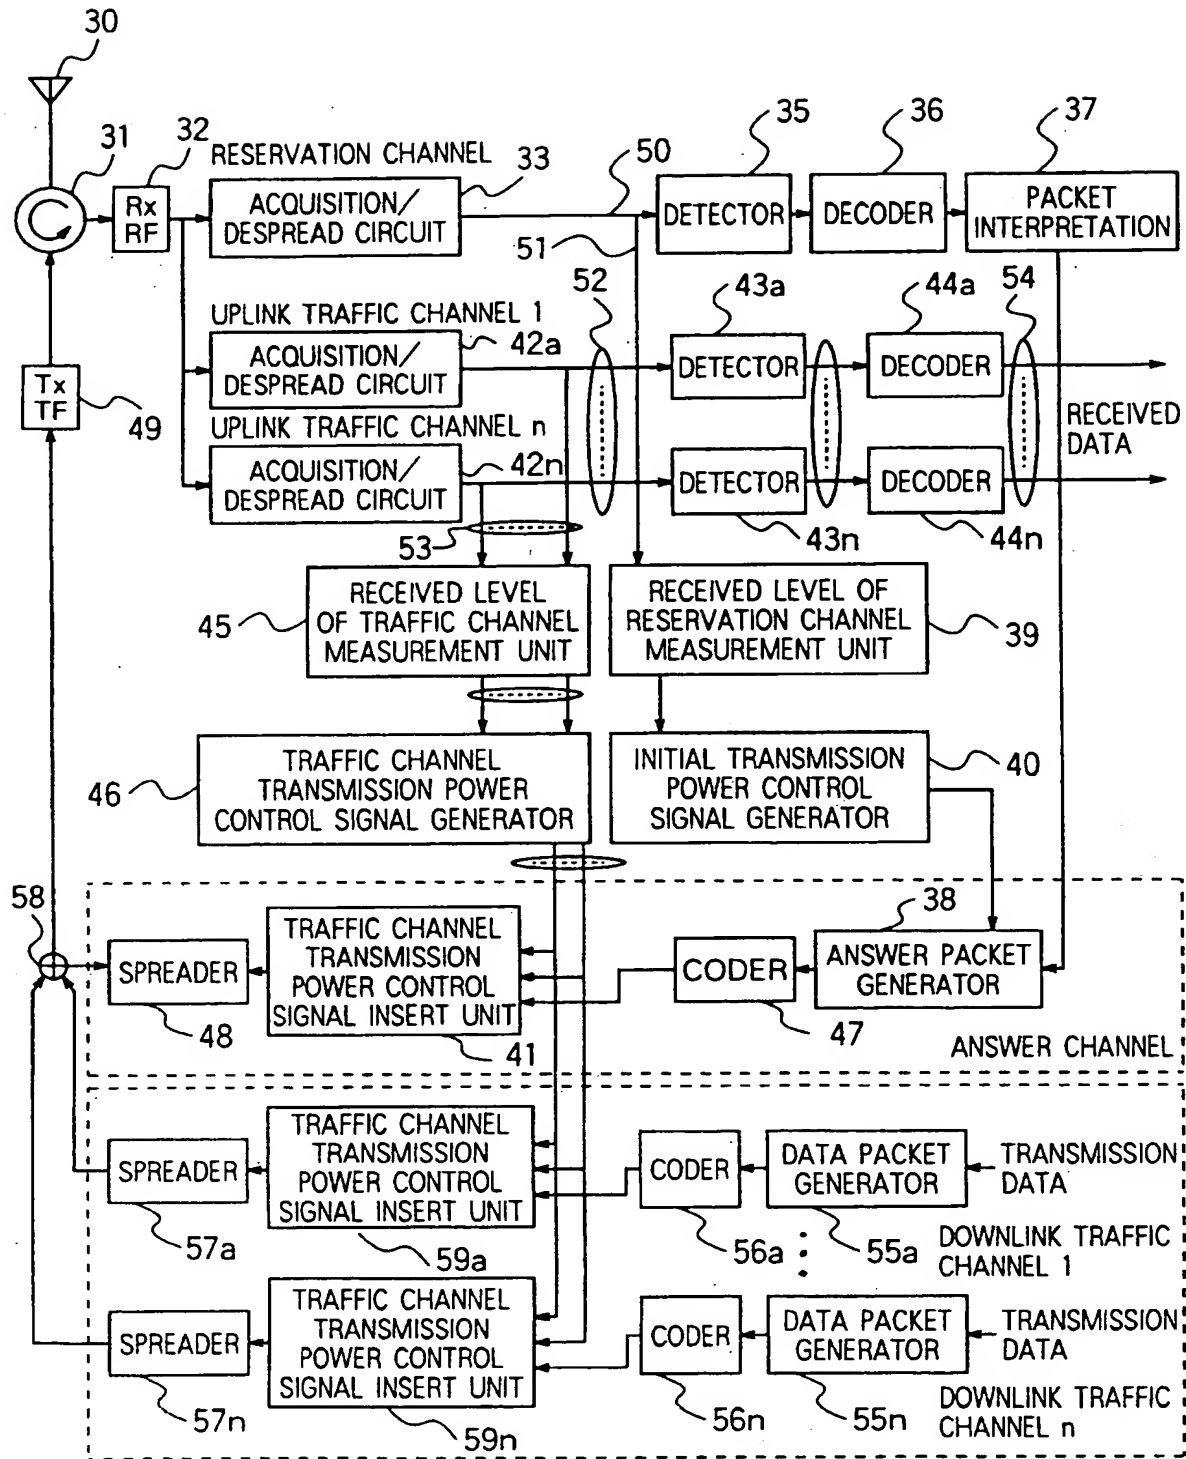 30
31
32
RESERVATION CHANNEL
33
50
35
36
37
Rx
RF
ACQUISITION/
DESPREAD CIRCUIT
DETECTOR
DECODER
PACKET
INTERPRETATION
51
52
43a
44a
54
UPLINK TRAFFIC CHANNEL 1
ACQUISITION/
DESPREAD CIRCUIT
42a
DETECTOR
DECODER
Tx
TF
49
UPLINK TRAFFIC CHANNEL n
RECEIVED
DATA
ACQUISITION/
DESPREAD CIRCUIT
42n
DETECTOR
DECODER
53
43n
44n
45
RECEIVED LEVEL
OF TRAFFIC CHANNEL
MEASUREMENT UNIT
RECEIVED LEVEL OF
RESERVATION CHANNEL
MEASUREMENT UNIT
39
46
TRAFFIC CHANNEL
TRANSMISSION POWER
CONTROL SIGNAL GENERATOR
INITIAL TRANSMISSION
POWER CONTROL
SIGNAL GENERATOR
40
58
38
SPREADER
48
TRAFFIC CHANNEL
TRANSMISSION
POWER CONTROL
SIGNAL INSERT UNIT
41
CODER
47
ANSWER PACKET
GENERATOR
ANSWER CHANNEL
SPREADER
57a
TRAFFIC CHANNEL
TRANSMISSION
POWER CONTROL
SIGNAL INSERT UNIT
59a
CODER
56a
DATA PACKET
GENERATOR
55a
TRANSMISSION
DATA
DOWNLINK TRAFFIC
CHANNEL 1
SPREADER
57n
TRAFFIC CHANNEL
TRANSMISSION
POWER CONTROL
SIGNAL INSERT UNIT
59n
CODER
56n
DATA PACKET
GENERATOR
55n
TRANSMISSION
DATA
DOWNLINK TRAFFIC
CHANNEL n